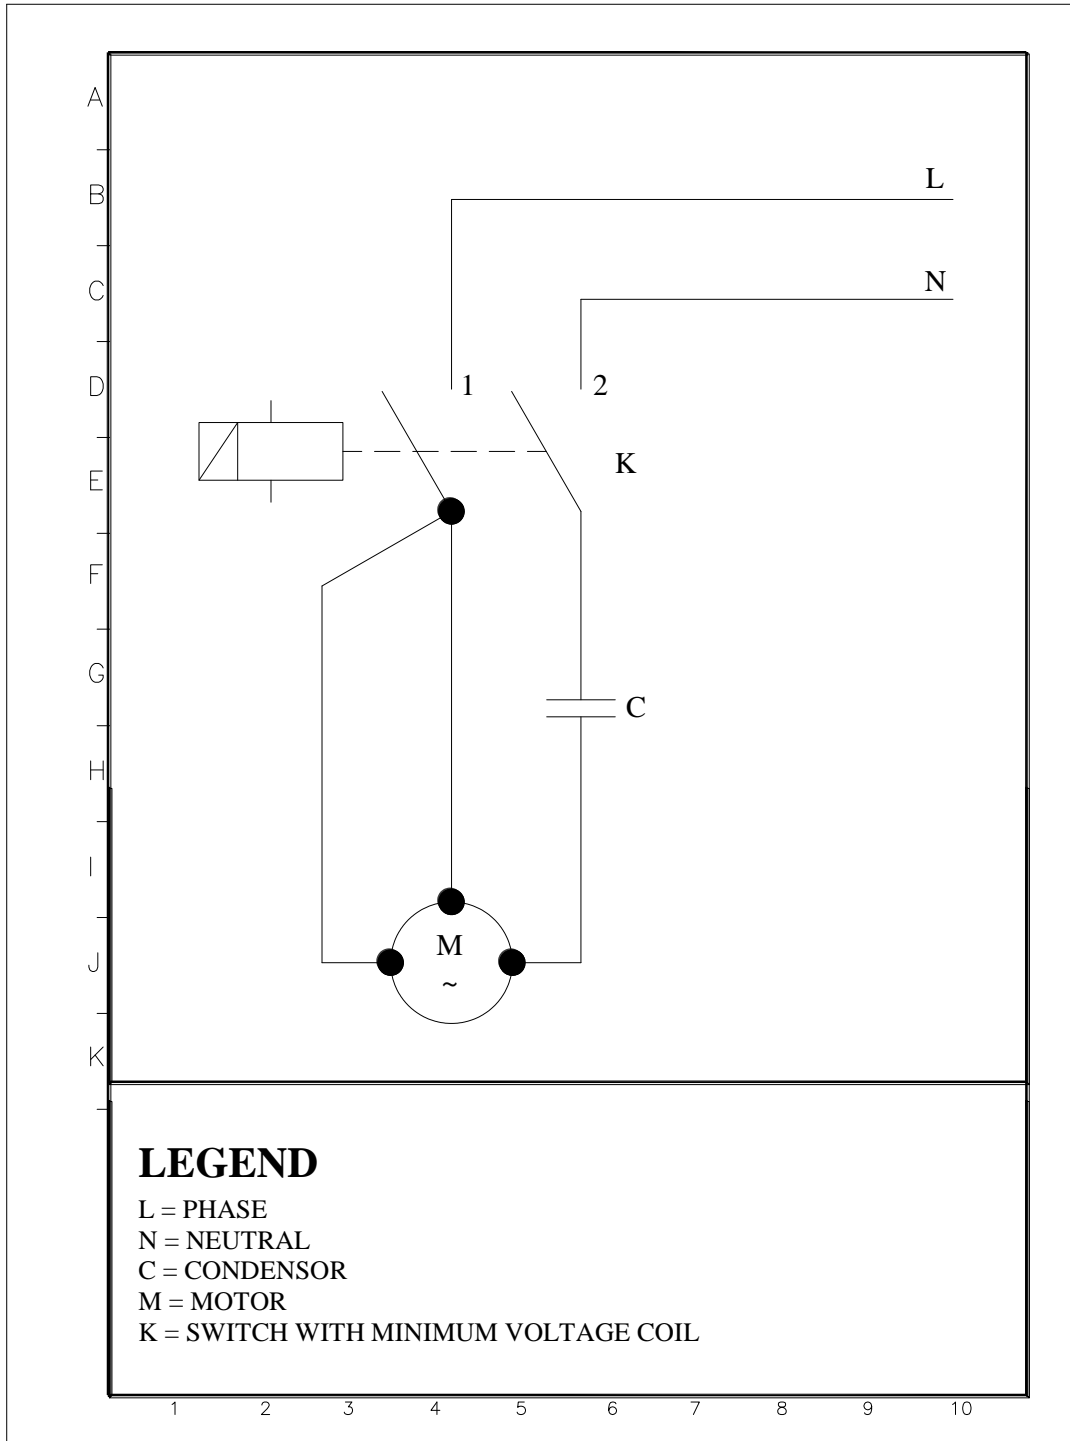 A
B
L
C
N
D
1
2
K
E
F
G
C
H
I
J
M
~
K
LEGEND
L = PHASE
N = NEUTRAL
C = CONDENSOR
M = MOTOR
K = SWITCH WITH MINIMUM VOLTAGE COIL
1 2 3 4 5 6 7 8 9 10